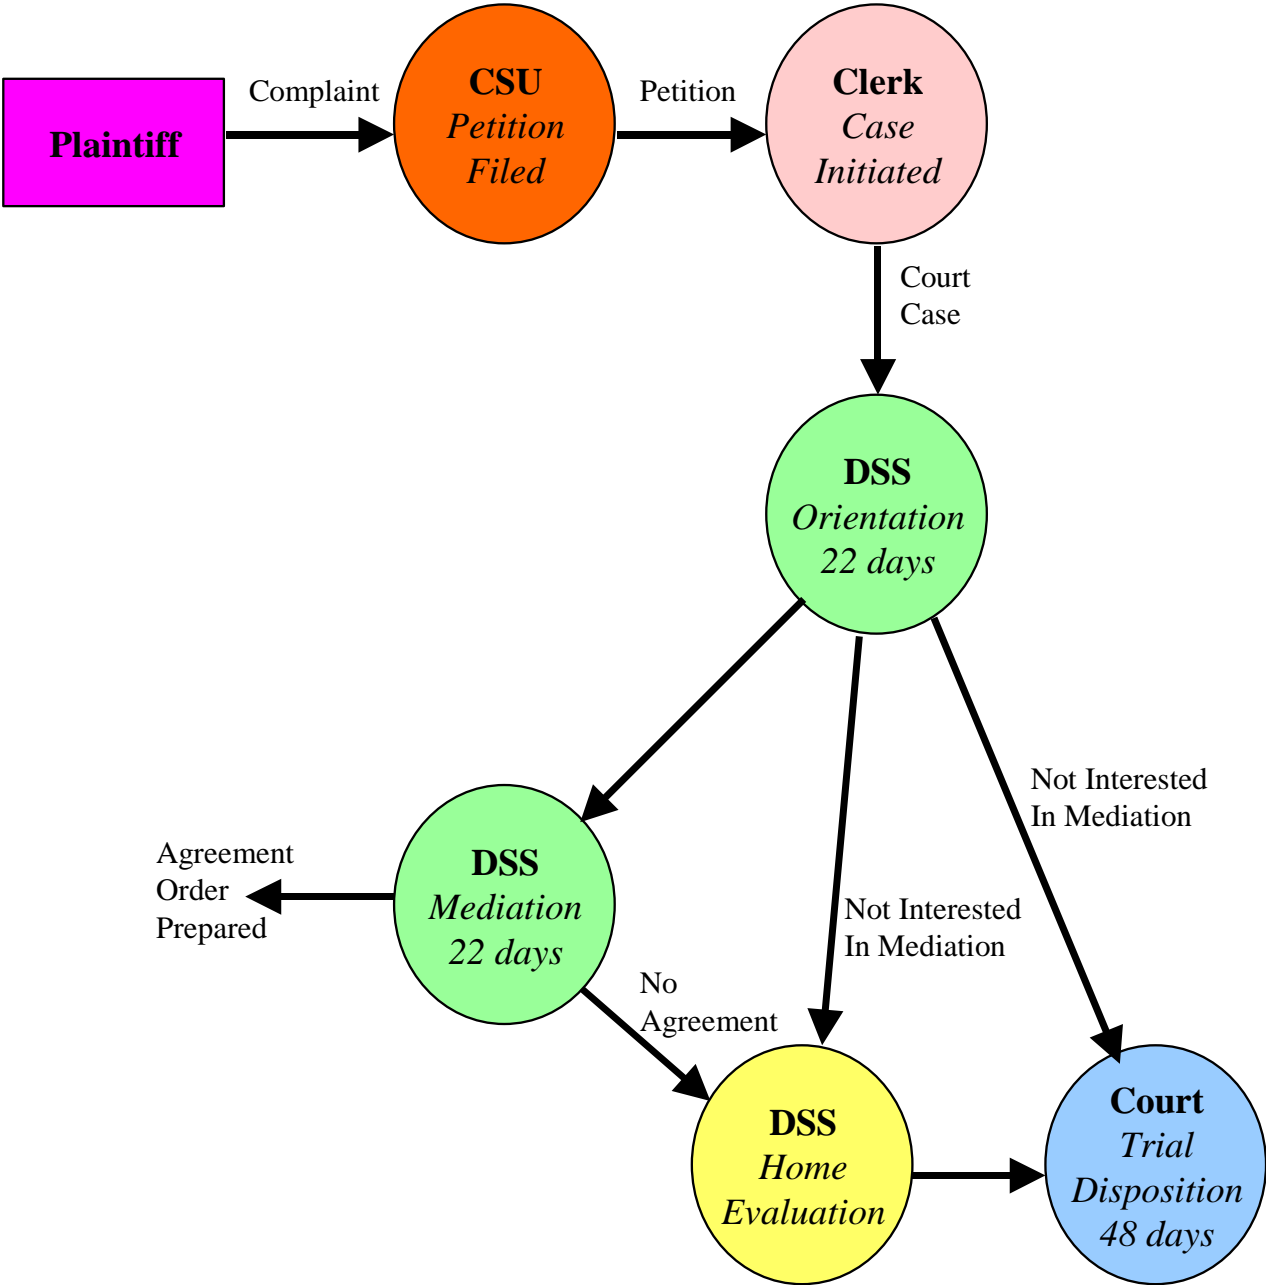 Plaintiff
Complaint
CSU
Petition
Filed
Petition
Clerk
Case
Initiated
Court
Case
DSS
Orientation
22 days
Not Interested
In Mediation
Agreement
Order
Prepared
DSS
Mediation
22 days
Not Interested
In Mediation
No
Agreement
DSS
Home
Evaluation
Court
Trial
Disposition
48 days